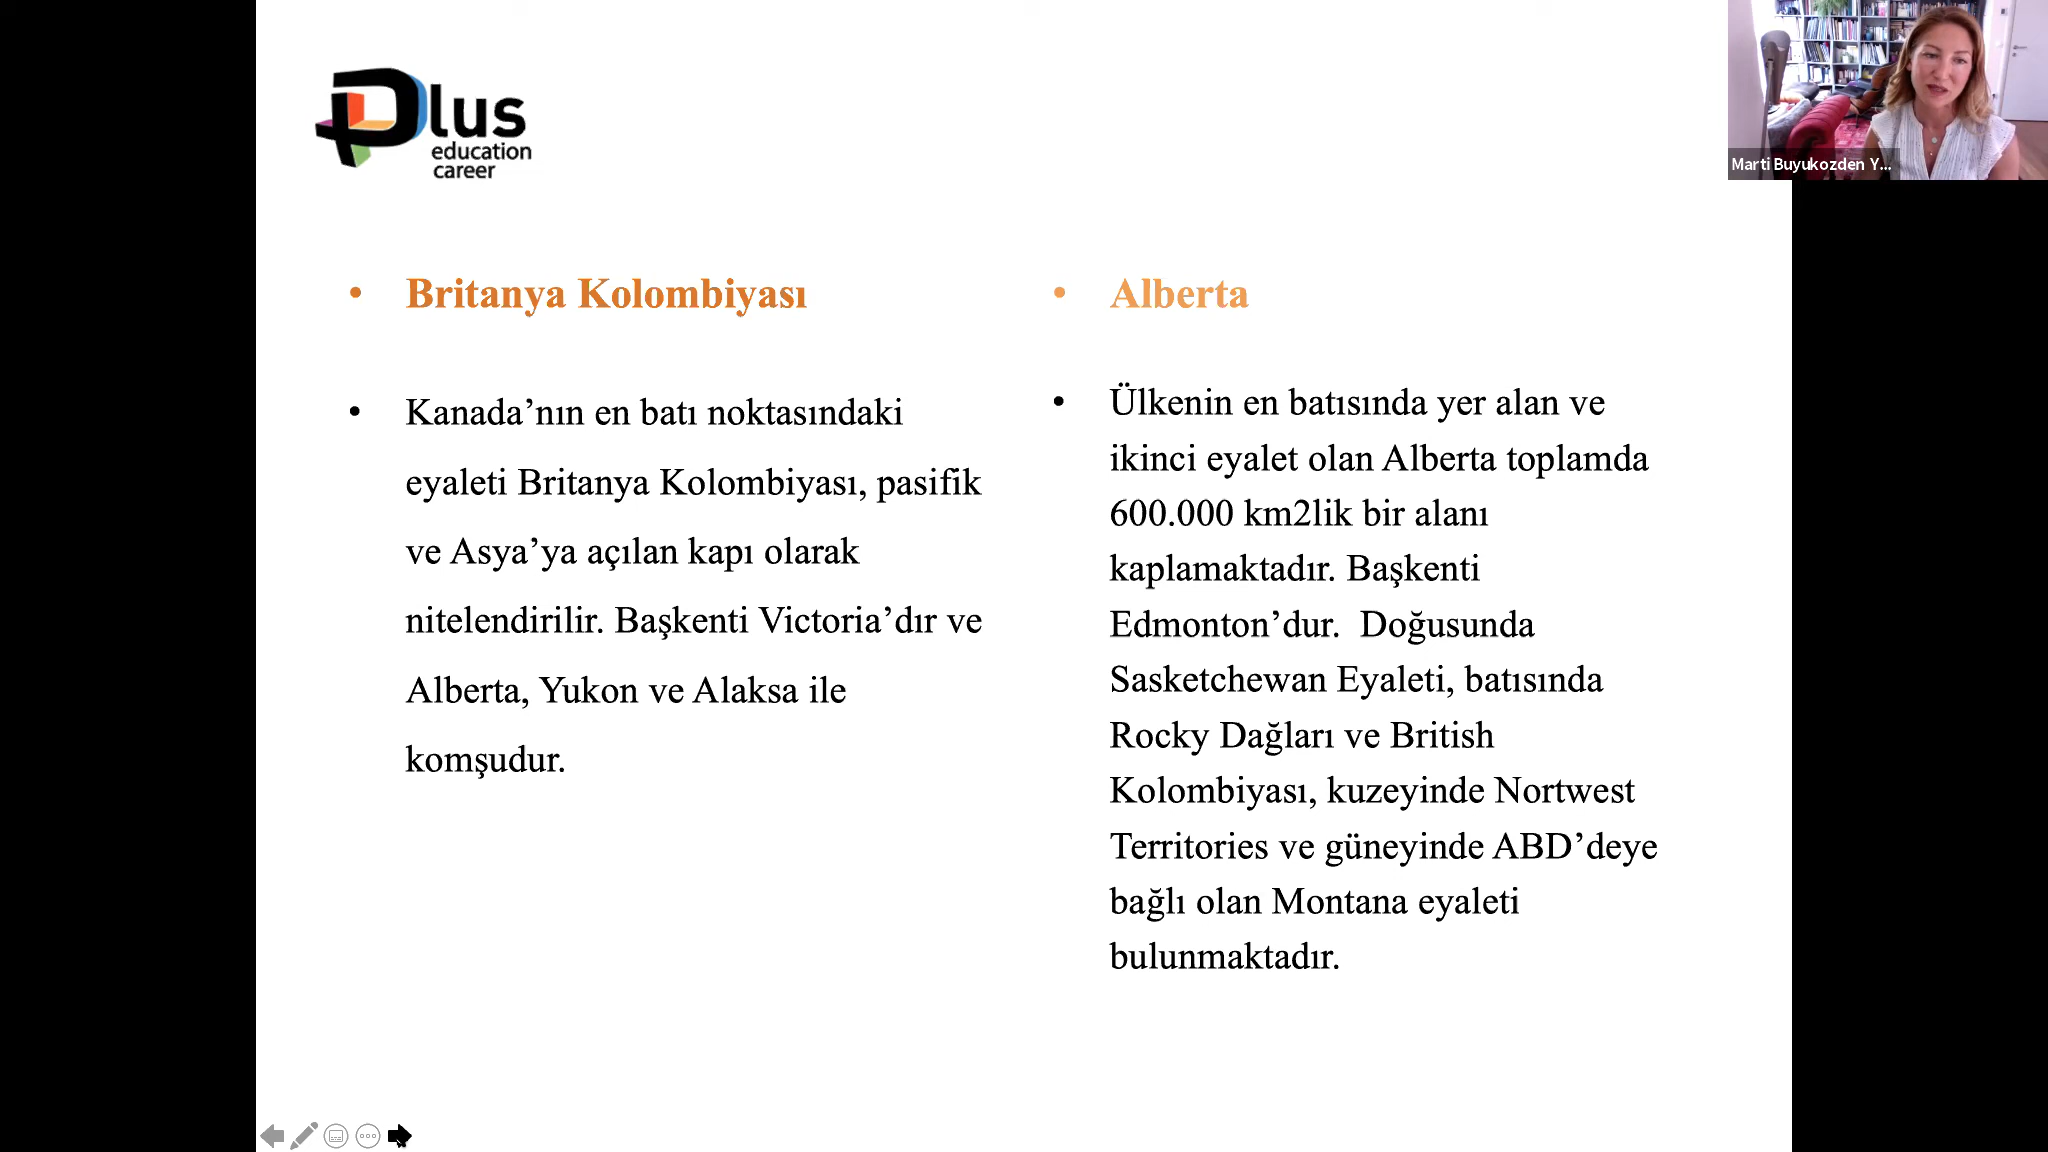 Plus
education
career
Marti Buyukozden Y...
• Britanya Kolombiyası
• Kanada’nın en batı noktasındaki
eyaleti Britanya Kolombiyası, pasifik
ve Asya’ya açılan kapı olarak
nitelendirilir. Başkenti Victoria’dır ve
Alberta, Yukon ve Alaksa ile
komşudur.
• Alberta
• Ülkenin en batısında yer alan ve
ikinci eyalet olan Alberta toplamda
600.000 km2lik bir alanı
kaplamaktadır. Başkenti
Edmonton’dur.  Doğusunda
Sasketchewan Eyaleti, batısında
Rocky Dağları ve British
Kolombiyası, kuzeyinde Nortwest
Territories ve güneyinde ABD’deye
bağlı olan Montana eyaleti
bulunmaktadır.